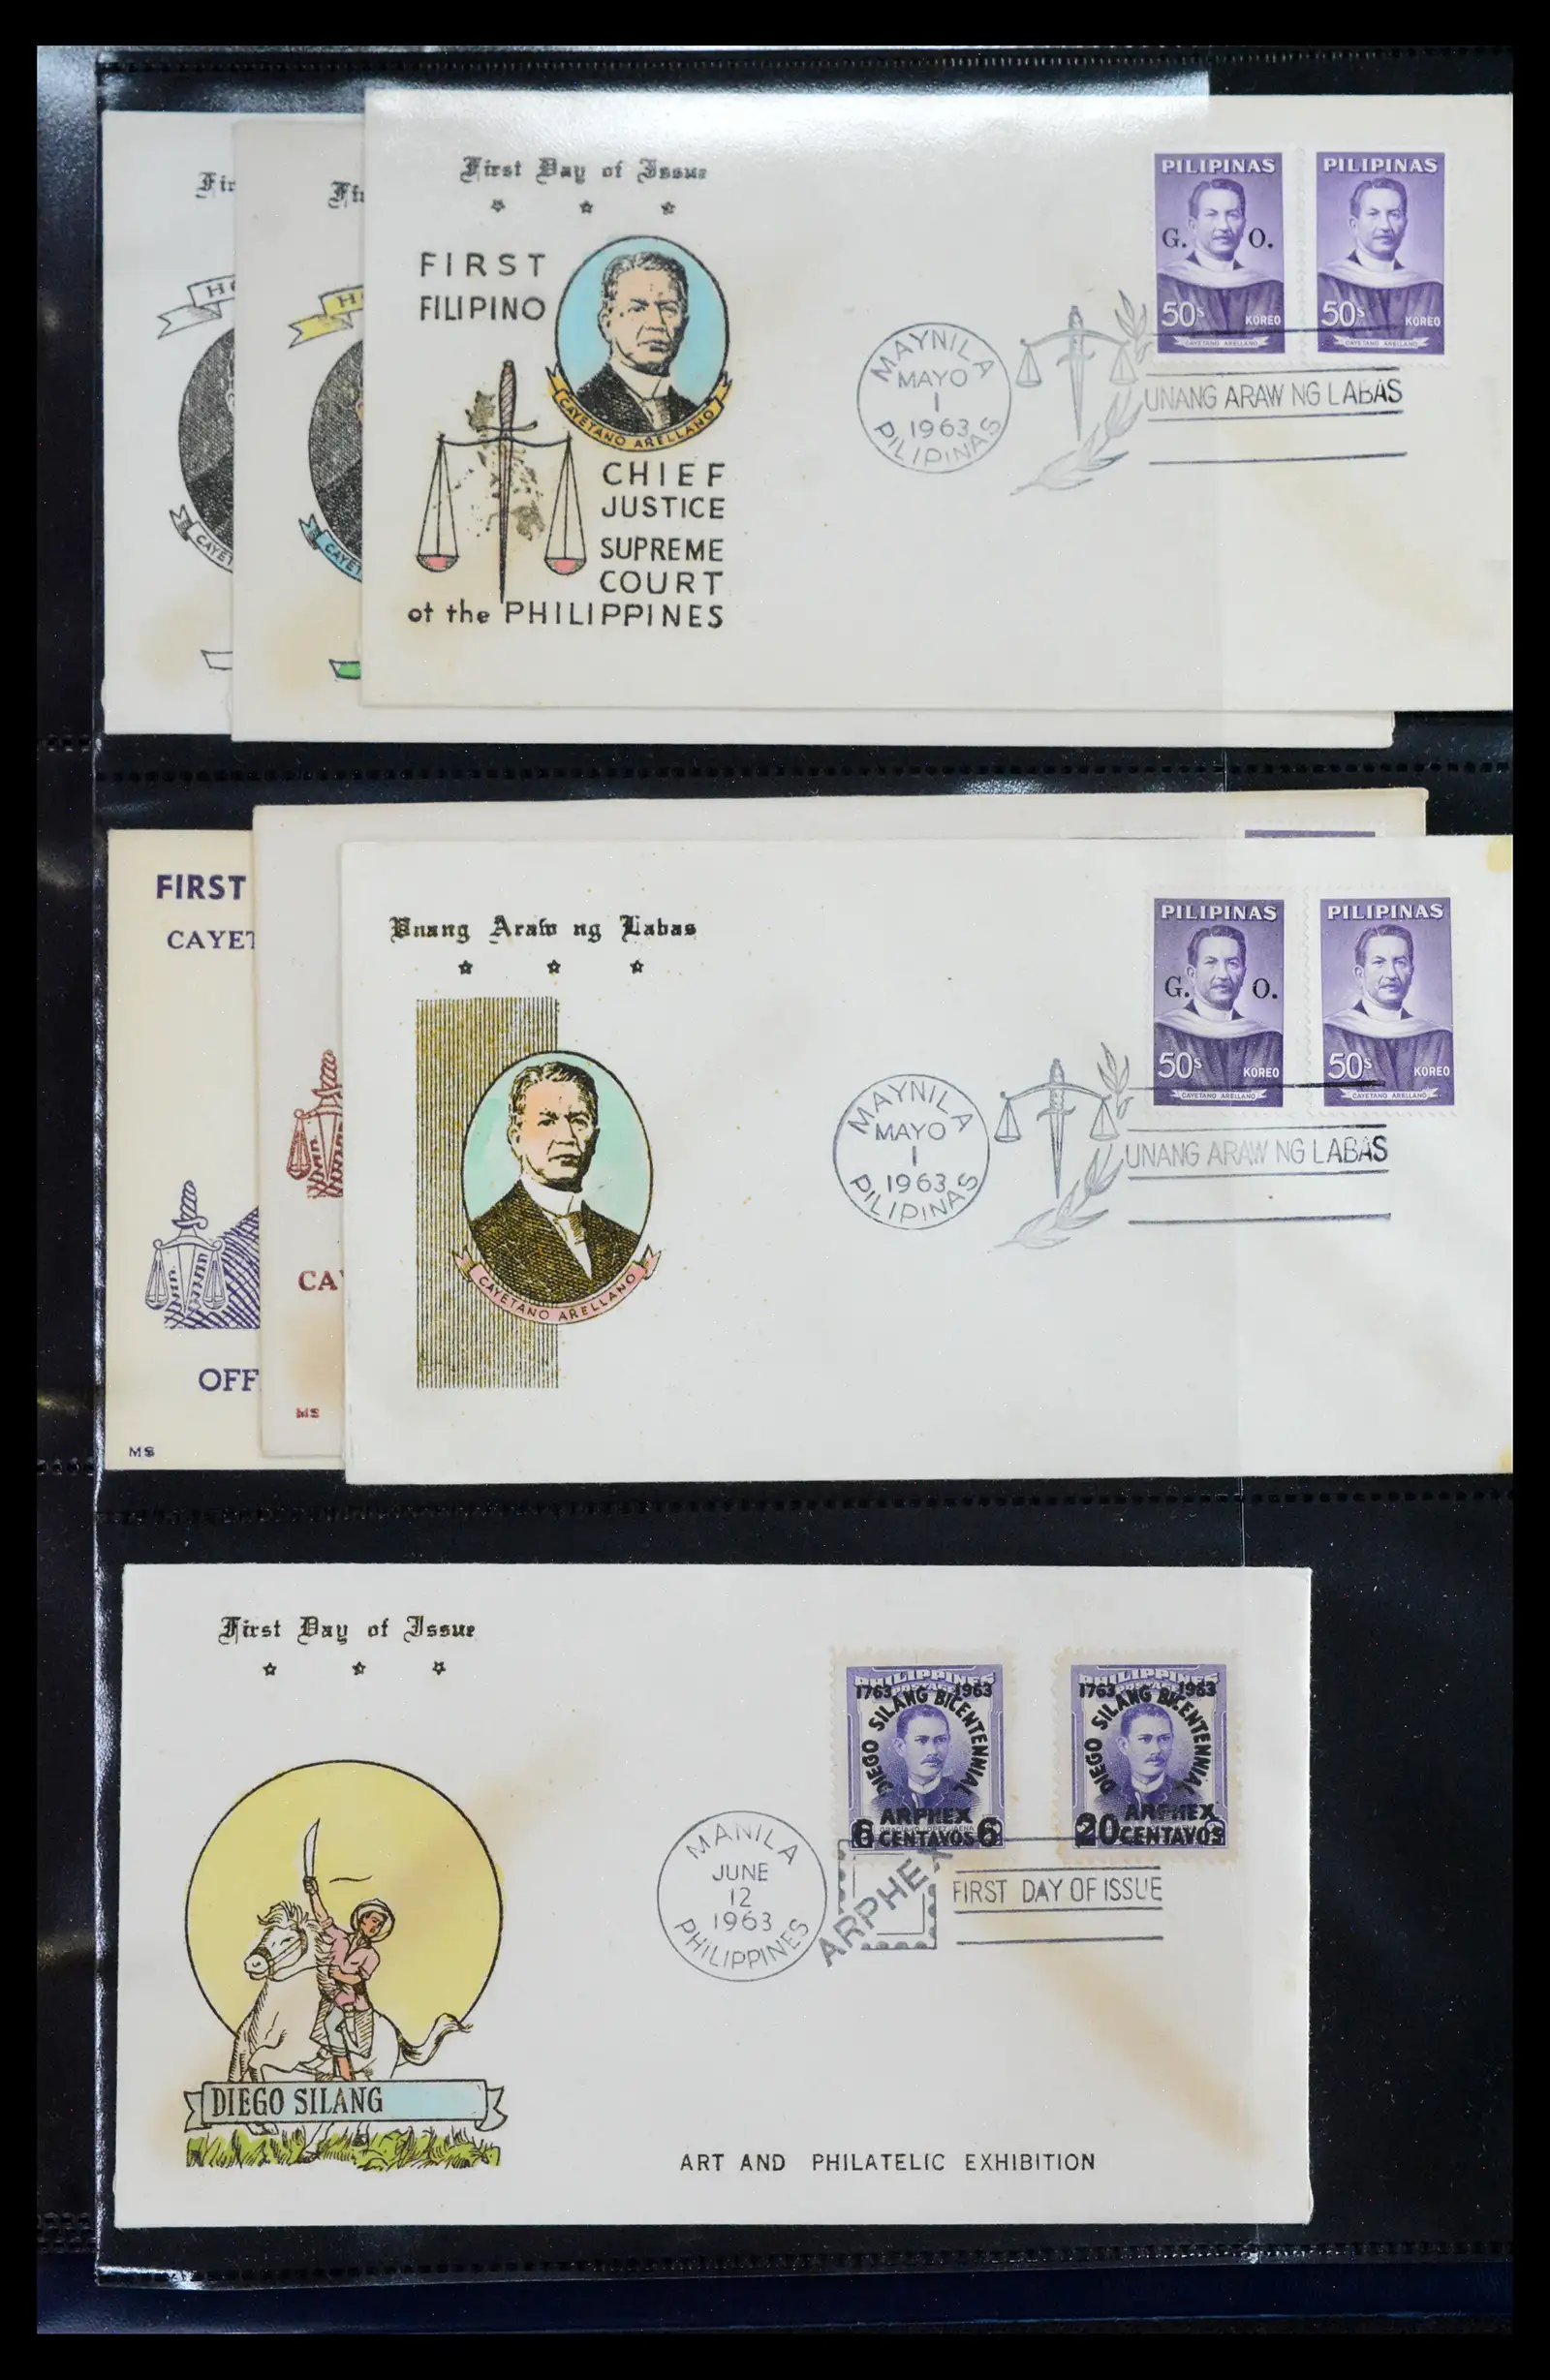 First Day of Issue
FIRST
FILIPINO
CAYETANO ARELLANO
CHIEF
JUSTICE
SUPREME
COURT
of the PHILIPPINES
MAYNILA
MAYO
1
1963
PILIPINAS
UNANG ARAW NG LABAS
PILIPINAS
G. O.
50s KOREO
CAYETANO ARELLANO
PILIPINAS
50s KOREO
CAYETANO ARELLANO
FIRST
CAYET
OFF
MS
CA
MS
Unang Araw ng Labas
CAYETANO ARELLANO
MAYNILA
MAYO
1
1963
PILIPINAS
UNANG ARAW NG LABAS
PILIPINAS
G. O.
50s KOREO
CAYETANO ARELLANO
PILIPINAS
50s KOREO
CAYETANO ARELLANO
First Day of Issue
DIEGO SILANG
MANILA
JUNE
12
1963
PHILIPPINES
ARPHEX
FIRST DAY OF ISSUE
PHILIPPINES
1763 1963
DIEGO SILANG BICENTENNIAL
ARPHEX
6 CENTAVOS 6
PHILIPPINES
1763 1963
DIEGO SILANG BICENTENNIAL
ARPHEX
20 CENTAVOS
ART AND PHILATELIC EXHIBITION